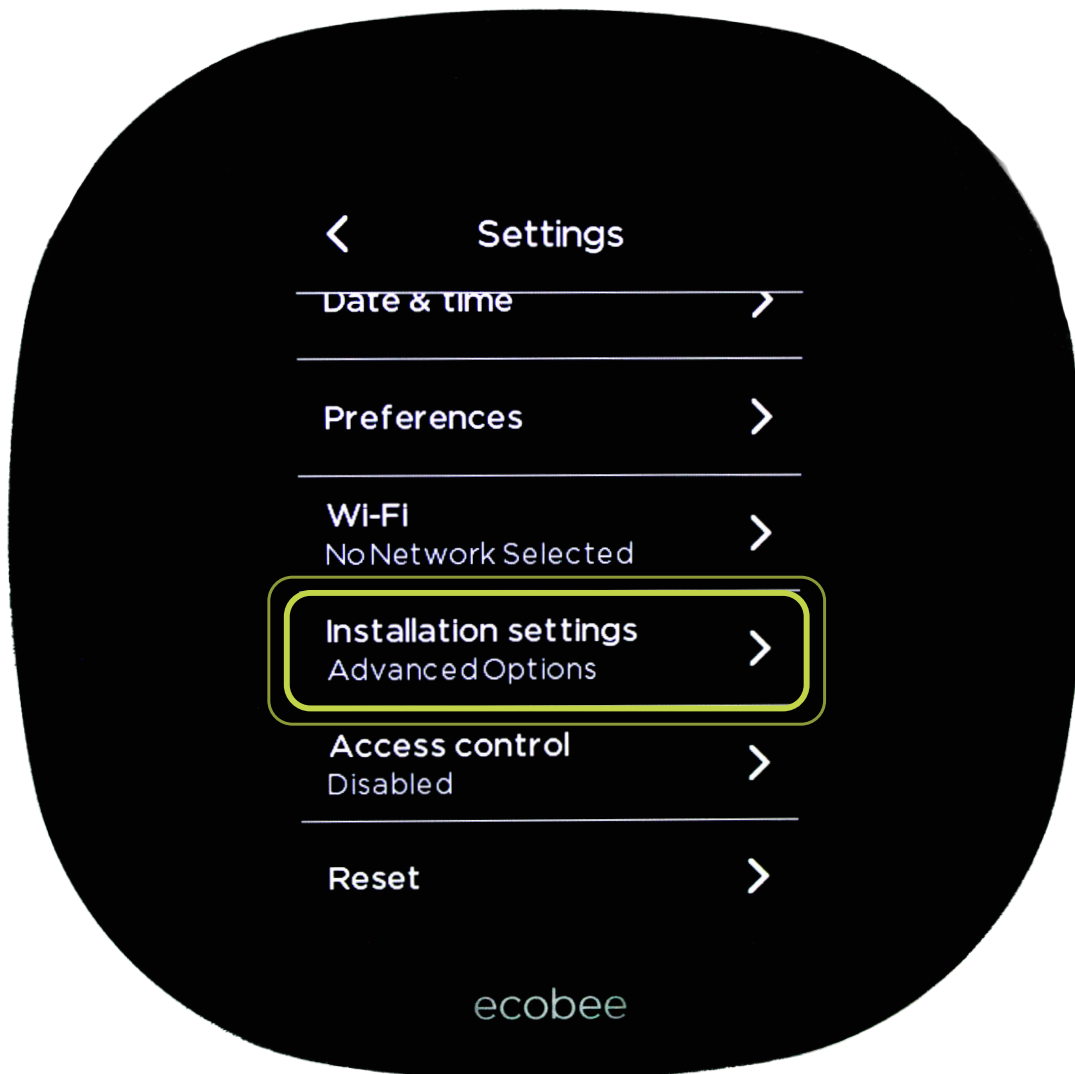 Settings
Date & time
Preferences
Wi-Fi
No Network Selected
Installation settings
Advanced Options
Access control
Disabled
Reset
ecobee